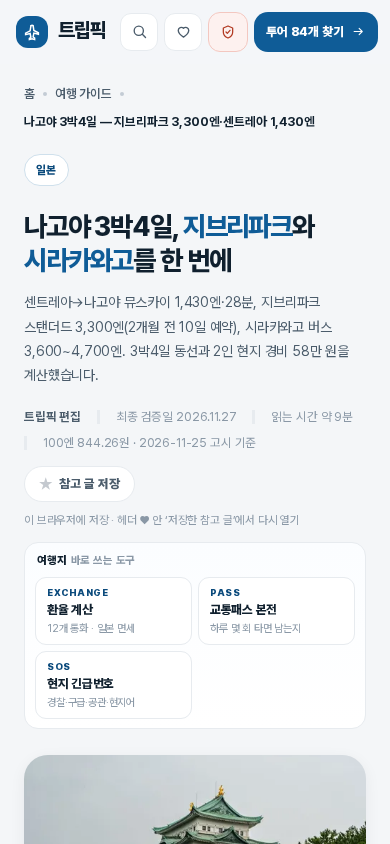 트립픽
투어 84개 찾기 →
홈 • 여행 가이드 •
나고야 3박4일 — 지브리파크 3,300엔·센트레아 1,430엔
일본
나고야 3박4일, 지브리파크와
시라카와고를 한 번에
센트레아→나고야 뮤스카이 1,430엔·28분, 지브리파크
스탠더드 3,300엔(2개월 전 10일 예약), 시라카와고 버스
3,600~4,700엔. 3박4일 동선과 2인 현지 경비 58만 원을
계산했습니다.
트립픽 편집 | 최종 검증일 2026.11.27 | 읽는 시간 약 9분
| 100엔 844.26원 · 2026-11-25 고시 기준
★ 참고 글 저장
이 브라우저에 저장 · 헤더 ♥ 안 '저장한 참고 글'에서 다시 열기
여행지 바로 쓰는 도구
EXCHANGE
환율 계산
12개 통화 · 일본 면세
PASS
교통패스 본전
하루 몇 회 타면 남는지
SOS
현지 긴급번호
경찰·구급·공관·현지어